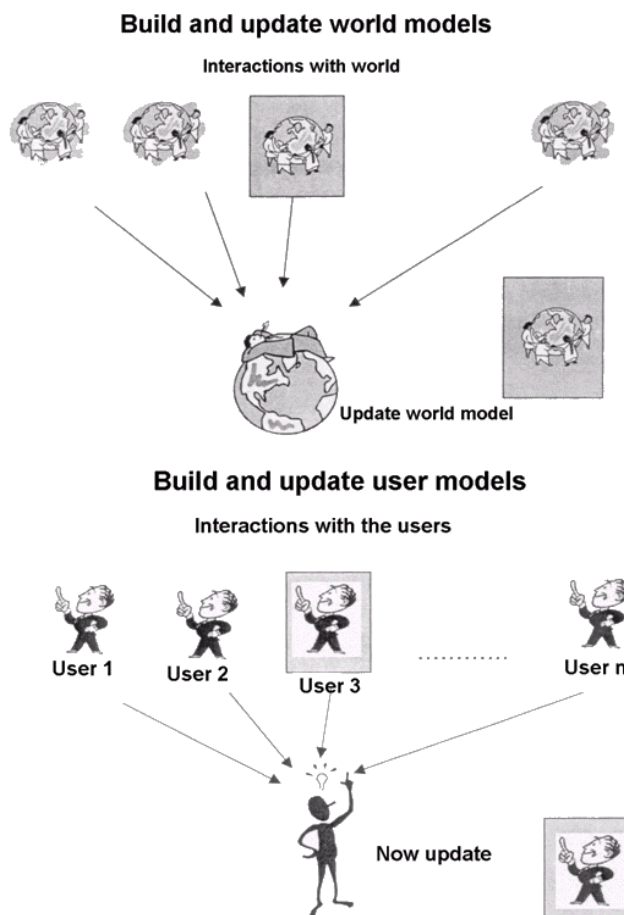 Build and update world models
Interactions with world
Update world model
Build and update user models
Interactions with the users
User 1
User 2
User 3
User n
Now update